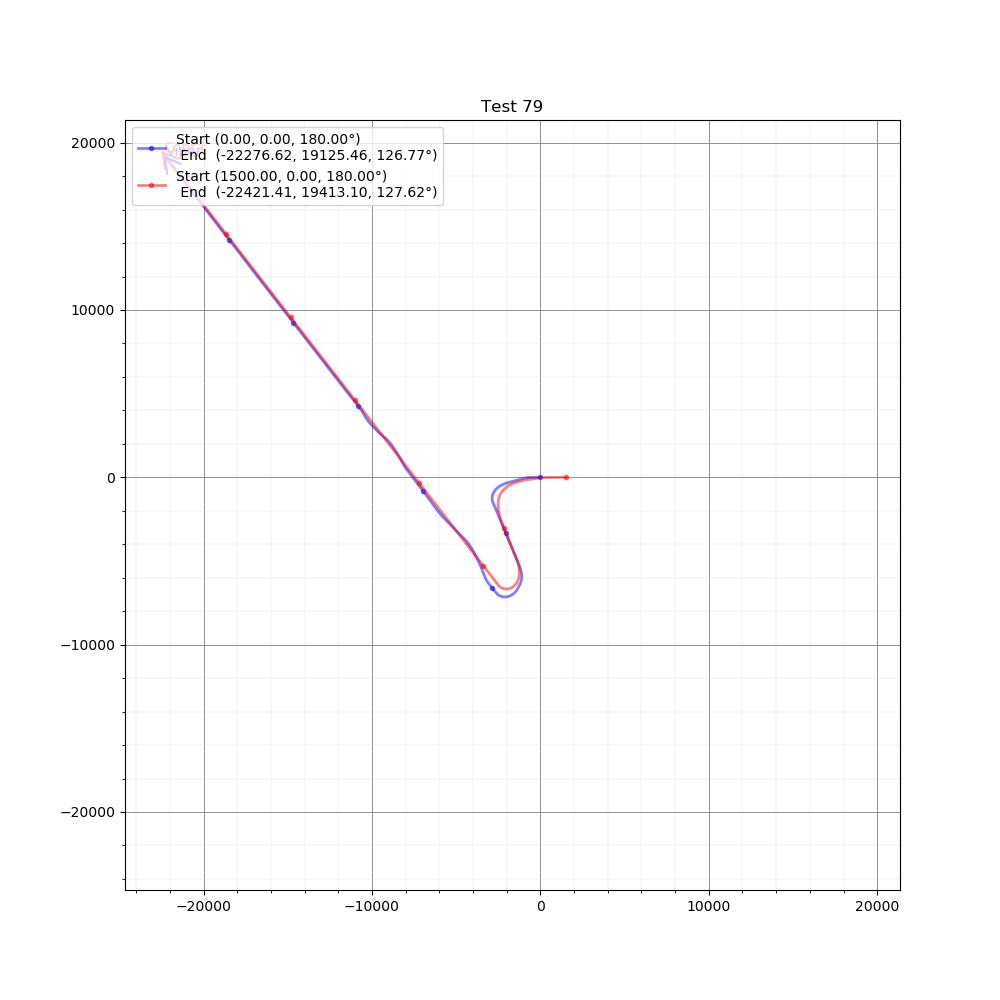 Test 79
Start (0.00, 0.00, 180.00°)
End (-22276.62, 19125.46, 126.77°)
Start (1500.00, 0.00, 180.00°)
End (-22421.41, 19413.10, 127.62°)
20000
10000
0
−10000
−20000
−20000 −10000 0 10000 20000